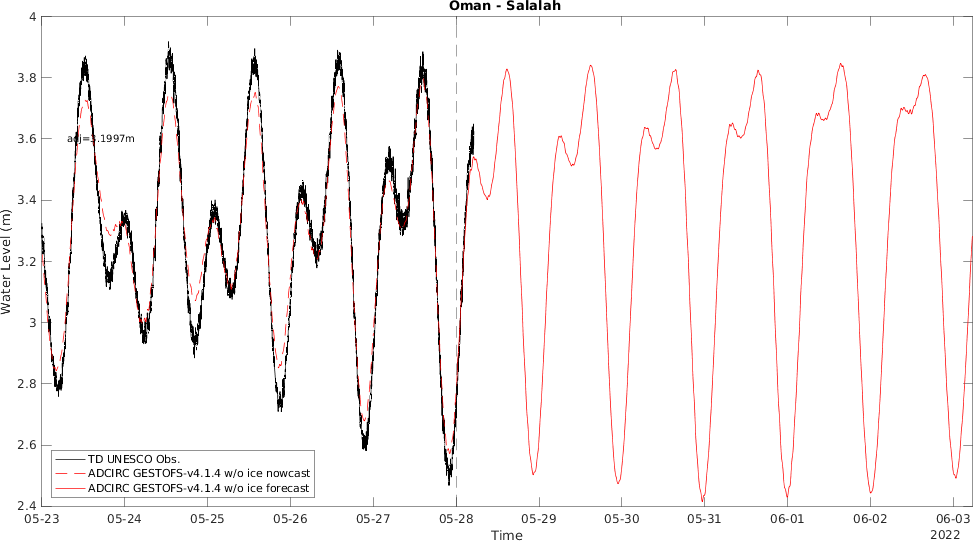 Oman - Salalah
4
3.8
3.6
3.4
3.2
3
2.8
2.6
2.4
Water Level (m)
adj=3.1997m
TD UNESCO Obs.
ADCIRC GESTOFS-v4.1.4 w/o ice nowcast
ADCIRC GESTOFS-v4.1.4 w/o ice forecast
05-23 05-24 05-25 05-26 05-27 05-28 05-29 05-30 05-31 06-01 06-02 06-03
2022
Time